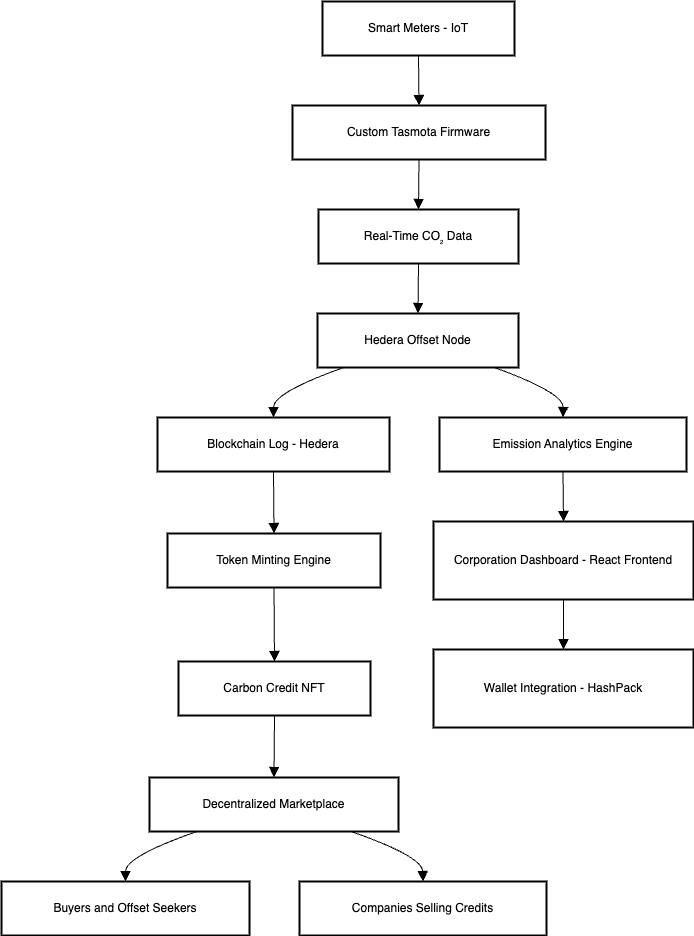 Smart Meters - IoT
Custom Tasmota Firmware
Real-Time CO₂ Data
Hedera Offset Node
Blockchain Log - Hedera
Emission Analytics Engine
Token Minting Engine
Corporation Dashboard - React Frontend
Carbon Credit NFT
Wallet Integration - HashPack
Decentralized Marketplace
Buyers and Offset Seekers
Companies Selling Credits